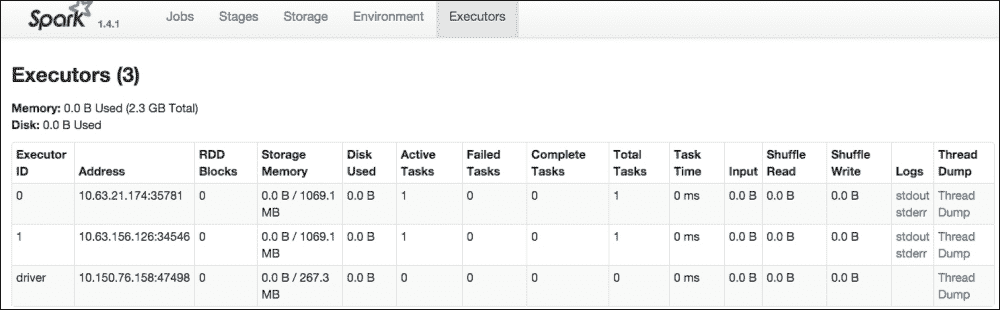 Spark 1.4.1 Jobs Stages Storage Environment Executors
Executors (3)
Memory: 0.0 B Used (2.3 GB Total)
Disk: 0.0 B Used
Executor ID Address RDD Blocks Storage Memory Disk Used Active Tasks Failed Tasks Complete Tasks Total Tasks Task Time Input Shuffle Read Shuffle Write Logs Thread Dump
0 10.63.21.174:35781 0 0.0 B / 1069.1 MB 0.0 B 1 0 0 1 0 ms 0.0 B 0.0 B 0.0 B stdout stderr Thread Dump
1 10.63.156.126:34546 0 0.0 B / 1069.1 MB 0.0 B 1 0 0 1 0 ms 0.0 B 0.0 B 0.0 B stdout stderr Thread Dump
driver 10.150.76.158:47498 0 0.0 B / 267.3 MB 0.0 B 0 0 0 0 0 ms 0.0 B 0.0 B 0.0 B Thread Dump